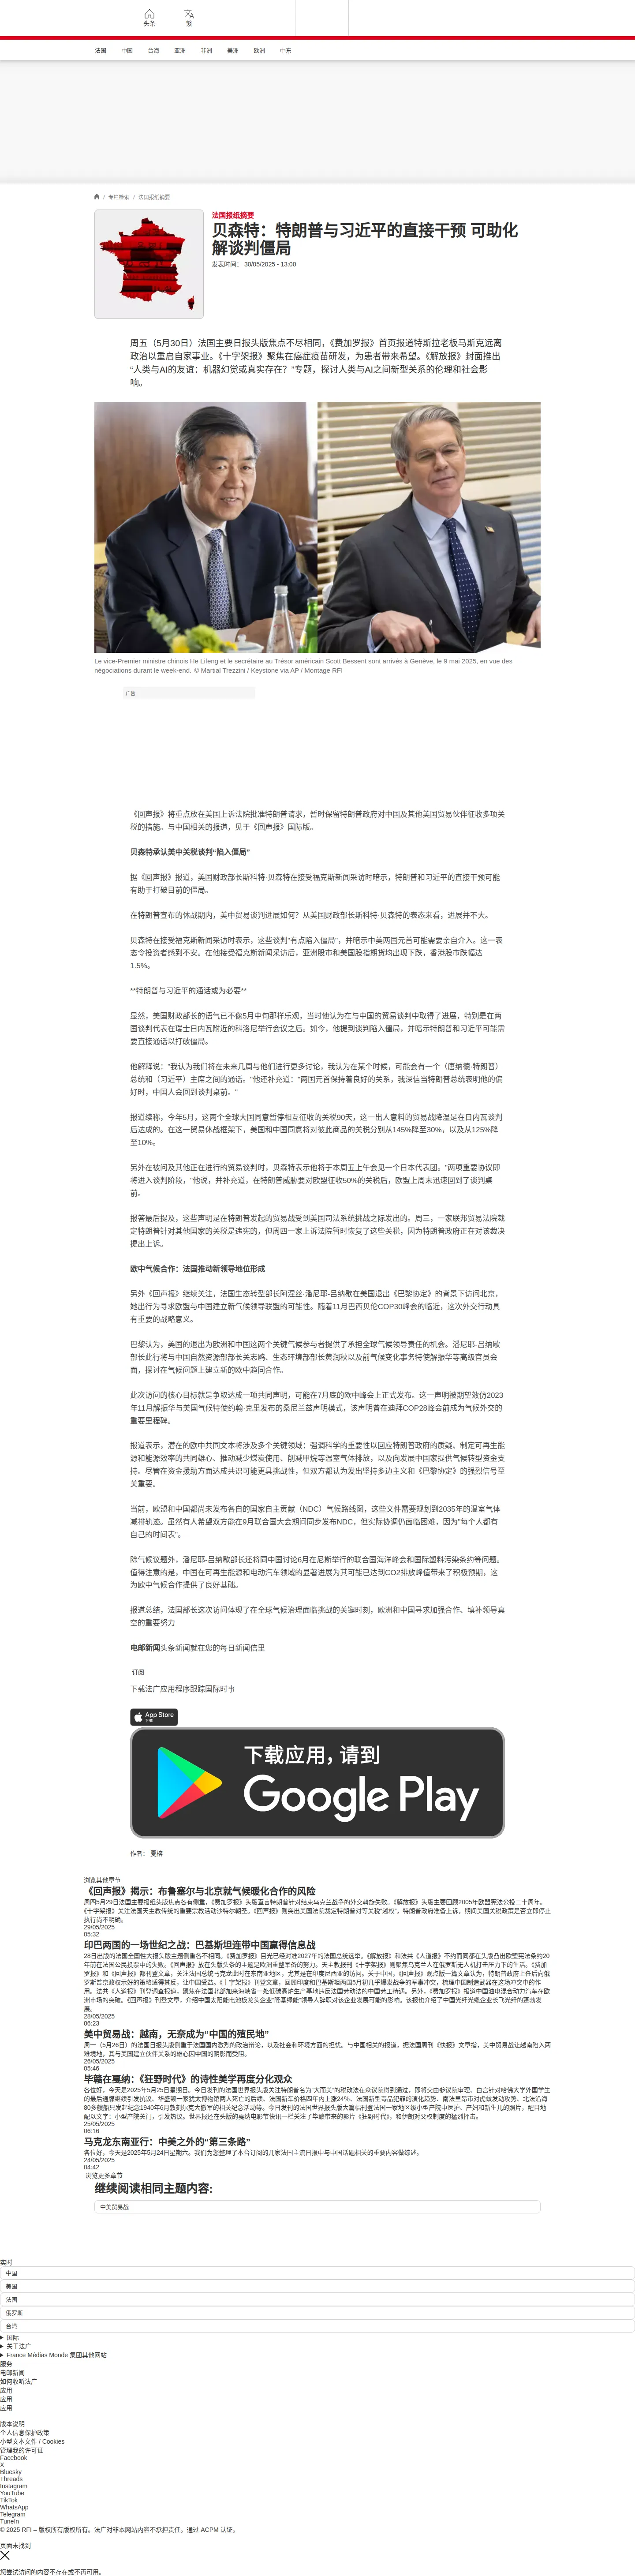 头条
繁
法国
中国
台海
亚洲
非洲
美洲
欧洲
中东
/ 专栏检索 / 法国报纸摘要
法国报纸摘要
贝森特：特朗普与习近平的直接干预 可助化
解谈判僵局
发表时间： 30/05/2025 - 13:00
周五（5月30日）法国主要日报头版焦点不尽相同，《费加罗报》首页报道特斯拉老板马斯克远离
政治以重启自家事业。《十字架报》聚焦在癌症疫苗研发，为患者带来希望。《解放报》封面推出
“人类与AI的友谊：机器幻觉或真实存在？”专题，探讨人类与AI之间新型关系的伦理和社会影
响。
Le vice-Premier ministre chinois He Lifeng et le secrétaire au Trésor américain Scott Bessent sont arrivés à Genève, le 9 mai 2025, en vue des
négociations durant le week-end. © Martial Trezzini / Keystone via AP / Montage RFI
广告
《回声报》将重点放在美国上诉法院批准特朗普请求，暂时保留特朗普政府对中国及其他美国贸易伙伴征收多项关
税的措施。与中国相关的报道，见于《回声报》国际版。
贝森特承认美中关税谈判“陷入僵局”
据《回声报》报道，美国财政部长斯科特·贝森特在接受福克斯新闻采访时暗示，特朗普和习近平的直接干预可能
有助于打破目前的僵局。
在特朗普宣布的休战期内，美中贸易谈判进展如何？从美国财政部长斯科特·贝森特的表态来看，进展并不大。
贝森特在接受福克斯新闻采访时表示，这些谈判"有点陷入僵局"，并暗示中美两国元首可能需要亲自介入。这一表
态令投资者感到不安。在他接受福克斯新闻采访后，亚洲股市和美国股指期货均出现下跌，香港股市跌幅达
1.5%。
**特朗普与习近平的通话或为必要**
显然，美国财政部长的语气已不像5月中旬那样乐观，当时他认为在与中国的贸易谈判中取得了进展，特别是在两
国谈判代表在瑞士日内瓦附近的科洛尼举行会议之后。如今，他提到谈判陷入僵局，并暗示特朗普和习近平可能需
要直接通话以打破僵局。
他解释说："我认为我们将在未来几周与他们进行更多讨论，我认为在某个时候，可能会有一个（唐纳德·特朗普）
总统和（习近平）主席之间的通话。"他还补充道："两国元首保持着良好的关系，我深信当特朗普总统表明他的偏
好时，中国人会回到谈判桌前。"
报道续称，今年5月，这两个全球大国同意暂停相互征收的关税90天，这一出人意料的贸易战降温是在日内瓦谈判
后达成的。在这一贸易休战框架下，美国和中国同意将对彼此商品的关税分别从145%降至30%，以及从125%降
至10%。
另外在被问及其他正在进行的贸易谈判时，贝森特表示他将于本周五上午会见一个日本代表团。"两项重要协议即
将进入谈判阶段，"他说，并补充道，在特朗普威胁要对欧盟征收50%的关税后，欧盟上周末迅速回到了谈判桌
前。
报答最后提及，这些声明是在特朗普发起的贸易战受到美国司法系统挑战之际发出的。周三，一家联邦贸易法院裁
定特朗普针对其他国家的关税是违宪的，但周四一家上诉法院暂时恢复了这些关税，因为特朗普政府正在对该裁决
提出上诉。
欧中气候合作：法国推动新领导地位形成
另外《回声报》继续关注，法国生态转型部长阿涅丝·潘尼耶-吕纳歇在美国退出《巴黎协定》的背景下访问北京，
她出行为寻求欧盟与中国建立新气候领导联盟的可能性。随着11月巴西贝伦COP30峰会的临近，这次外交行动具
有重要的战略意义。
巴黎认为，美国的退出为欧洲和中国这两个关键气候参与者提供了承担全球气候领导责任的机会。潘尼耶-吕纳歇
部长此行将与中国自然资源部部长关志鸥、生态环境部部长黄润秋以及前气候变化事务特使解振华等高级官员会
面，探讨在气候问题上建立新的欧中趋同合作。
此次访问的核心目标就是争取达成一项共同声明，可能在7月底的欧中峰会上正式发布。这一声明被期望效仿2023
年11月解振华与美国气候特使约翰·克里发布的桑尼兰兹声明模式，该声明曾在迪拜COP28峰会前成为气候外交的
重要里程碑。
报道表示，潜在的欧中共同文本将涉及多个关键领域：强调科学的重要性以回应特朗普政府的质疑、制定可再生能
源和能源效率的共同雄心、推动减少煤炭使用、削减甲烷等温室气体排放，以及向发展中国家提供气候转型资金支
持。尽管在资金援助方面达成共识可能更具挑战性，但双方都认为发出坚持多边主义和《巴黎协定》的强烈信号至
关重要。
当前，欧盟和中国都尚未发布各自的国家自主贡献（NDC）气候路线图，这些文件需要规划到2035年的温室气体
减排轨迹。虽然有人希望双方能在9月联合国大会期间同步发布NDC，但实际协调仍面临困难，因为"每个人都有
自己的时间表"。
除气候议题外，潘尼耶-吕纳歇部长还将同中国讨论6月在尼斯举行的联合国海洋峰会和国际塑料污染条约等问题。
值得注意的是，中国在可再生能源和电动汽车领域的显著进展为其可能已达到CO2排放峰值带来了积极预期，这
为欧中气候合作提供了良好基础。
报道总结，法国部长这次访问体现了在全球气候治理面临挑战的关键时刻，欧洲和中国寻求加强合作、填补领导真
空的重要努力
电邮新闻头条新闻就在您的每日新闻信里
订阅
下载法广应用程序跟踪国际时事
App Store
下载
下载应用，请到
Google Play
作者： 夏榕
浏览其他章节
《回声报》揭示：布鲁塞尔与北京就气候暖化合作的风险
周四5月29日法国主要报纸头版焦点各有侧重，《费加罗报》头版直言特朗普针对结束乌克兰战争的外交斡旋失败，《解放报》头版主要回顾2005年欧盟宪法公投二十周年。
《十字架报》关注法国天主教传统的重要宗教活动沙特尔朝圣。《回声报》则突出美国法院裁定特朗普对等关税“越权”，特朗普政府准备上诉，期间美国关税政策是否立即停止
执行尚不明确。
29/05/2025
05:32
印巴两国的一场世纪之战：巴基斯坦连带中国赢得信息战
28日出版的法国全国性大报头版主题侧重各不相同。《费加罗报》目光已经对准2027年的法国总统选举。《解放报》和法共《人道报》不约而同都在头版凸出欧盟宪法条约20
年前在法国公民投票中的失败。《回声报》放在头版头条的主题是欧洲重整军备的努力。天主教报刊《十字架报》则聚焦乌克兰人在俄罗斯无人机打击压力下的生活。《费加
罗报》和《回声报》都刊登文章，关注法国总统马克龙此时在东南亚地区，尤其是在印度尼西亚的访问。关于中国，《回声报》观点版一篇文章认为，特朗普政府上任后向俄
罗斯普京政权示好的策略适得其反，让中国受益。《十字架报》刊登文章，回顾印度和巴基斯坦两国5月初几乎爆发战争的军事冲突，梳理中国制造武器在这场冲突中的作
用。法共《人道报》刊登调查报道，聚焦在法国北部加来海峡省一处低碳高炉生产基地违反法国劳动法的中国劳工待遇。另外，《费加罗报》报道中国油电混合动力汽车在欧
洲市场的突破。《回声报》刊登文章，介绍中国太阳能电池板龙头企业“隆基绿能”领导人辞职对该企业发展可能的影响。该报也介绍了中国光纤光缆企业长飞光纤的蓬勃发
展。
28/05/2025
06:23
美中贸易战：越南，无奈成为“中国的殖民地”
周一（5月26日）的法国日报头版侧重于法国国内激烈的政治辩论，以及社会和环境方面的担忧。与中国相关的报道，据法国周刊《快报》文章指，美中贸易战让越南陷入两
难境地，其与美国建立伙伴关系的雄心因中国的阴影而受阻。
26/05/2025
05:46
毕赣在戛纳：《狂野时代》的诗性美学再度分化观众
各位好，今天是2025年5月25日星期日。今日发刊的法国世界报头版关注特朗普名为“大而美”的税改法在众议院得到通过，即将交由参议院审理、白宫针对哈佛大学外国学生
的最后通牒继续引发抗议、华盛顿一家犹太博物馆两人死亡的后续、法国新车价格四年内上涨24%、法国新型毒品犯罪的演化趋势、南法里昂市对虎蚊发动攻势、北法沿海
80多艘船只发起纪念1940年6月敦刻尔克大撤军的相关纪念活动等。今日发刊的法国世界报头版大篇幅刊登法国一家地区级小型产院中医护、产妇和新生儿的照片，醒目地
配以文字：小型产院关门，引发热议。世界报还在头版的戛纳电影节快讯一栏关注了毕赣带来的影片《狂野时代》，和伊朗对义权制度的猛烈抨击。
25/05/2025
06:16
马克龙东南亚行：中美之外的“第三条路”
各位好，今天是2025年5月24日星期六。我们为您整理了本台订阅的几家法国主流日报中与中国话题相关的重要内容做综述。
24/05/2025
04:42
浏览更多章节
继续阅读相同主题内容:
中美贸易战
实时
中国
美国
法国
俄罗斯
台湾
国际
关于法广
France Médias Monde 集团其他网站
服务
电邮新闻
如何收听法广
应用
应用
应用
版本说明
个人信息保护政策
小型文本文件 / Cookies
管理我的许可证
Facebook
X
Bluesky
Threads
Instagram
YouTube
TikTok
WhatsApp
Telegram
TuneIn
© 2025 RFI – 版权所有版权所有。法广对非本网站内容不承担责任。通过 ACPM 认证。
页面未找到
您尝试访问的内容不存在或不再可用。